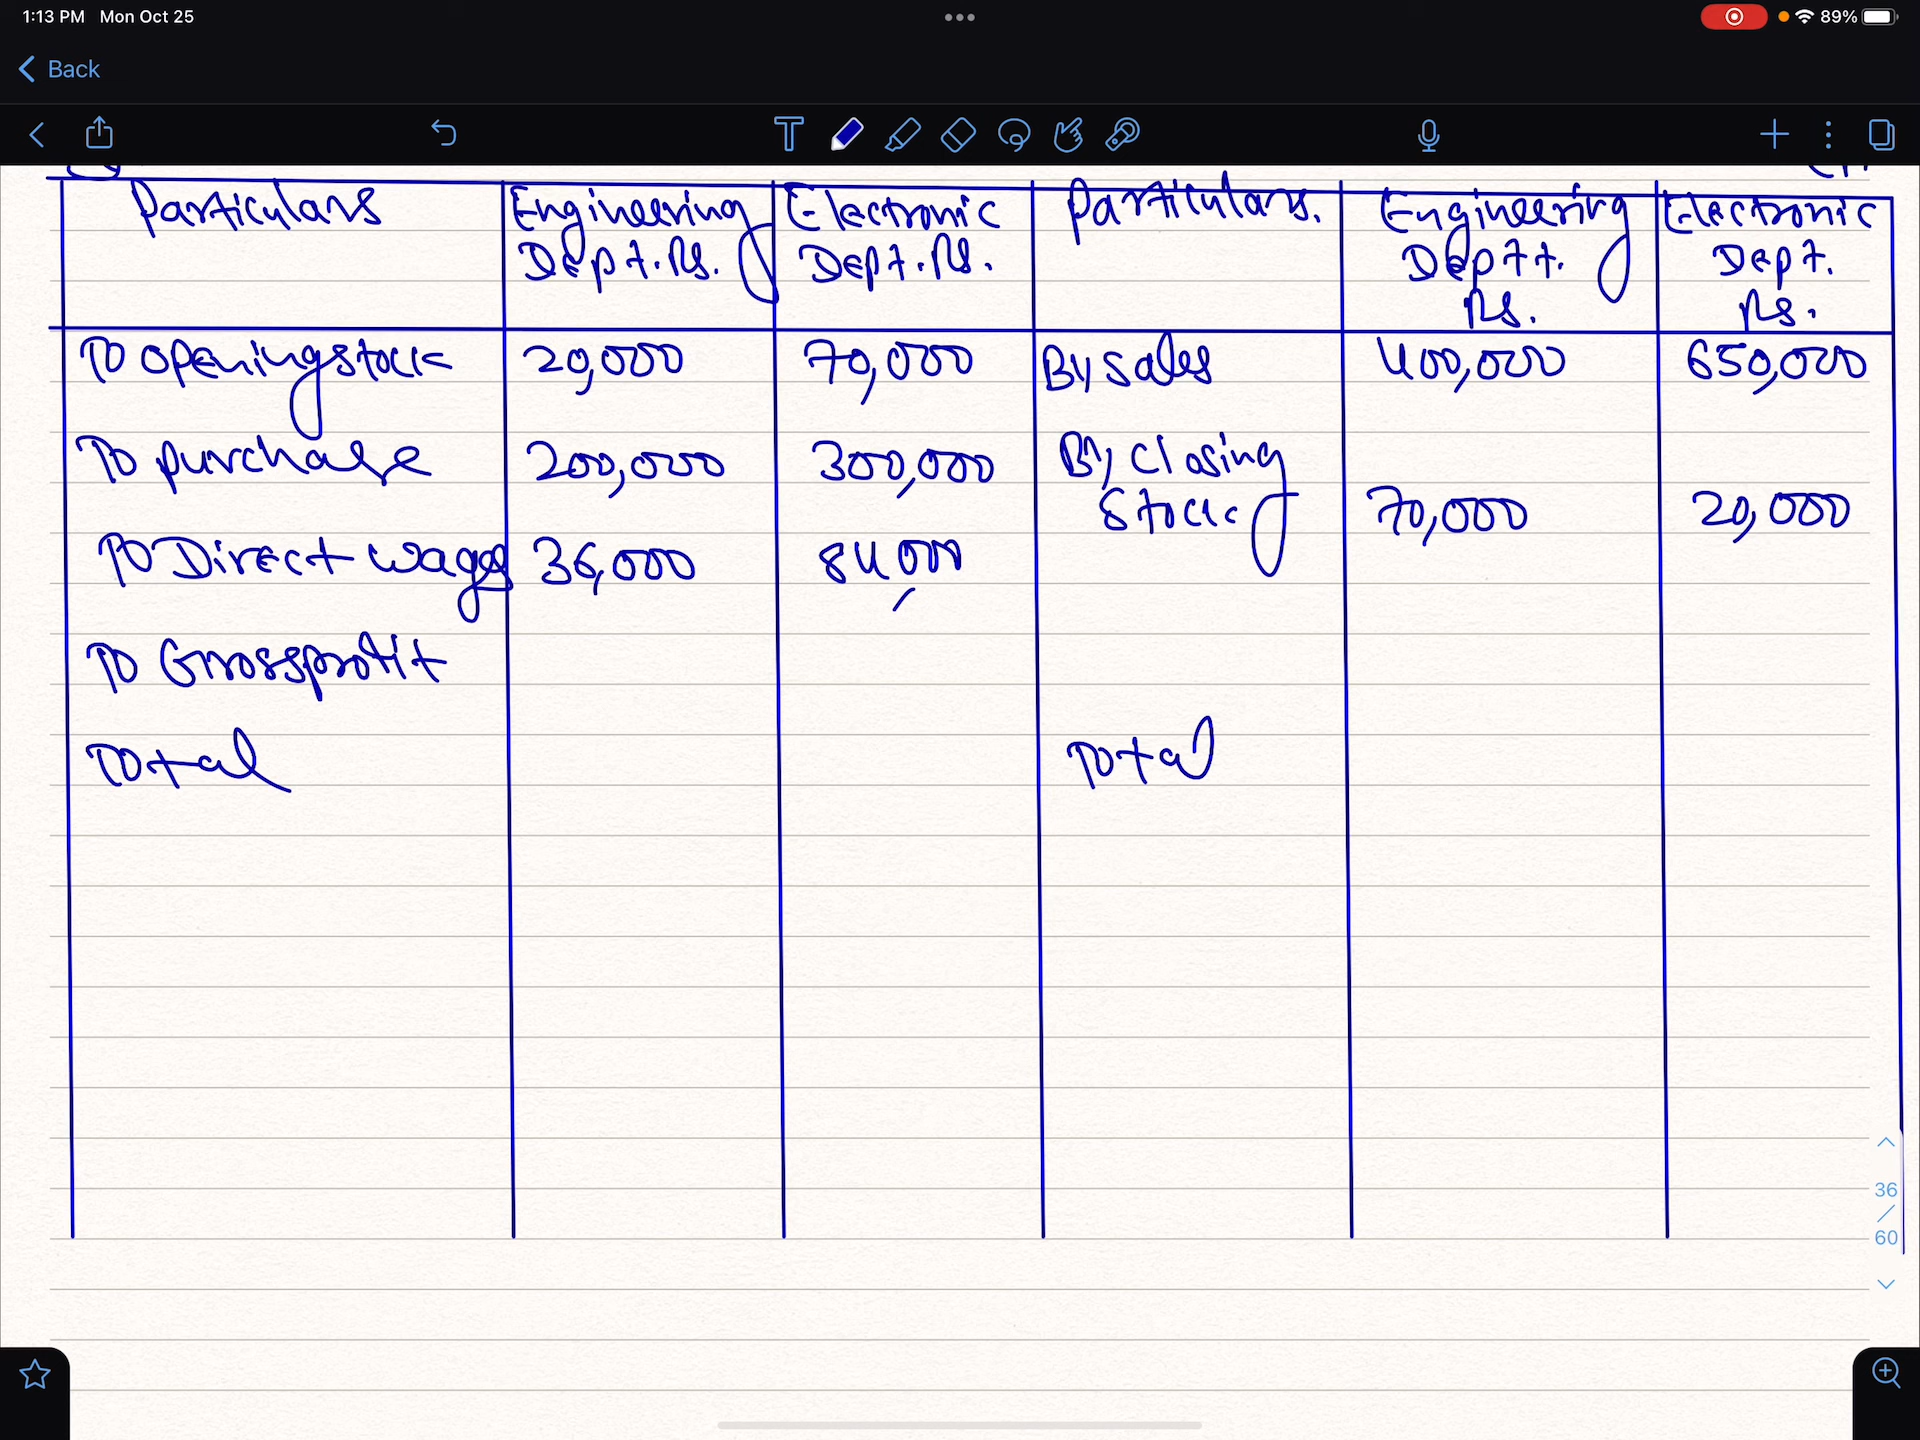 1:13 PM Mon Oct 25
89%
Back
T
Particulars Engineering Dept. Rs. Electronic Dept. Rs. Particulars. Engineering Deptt. Rs. Electronic Dept. Rs.
To opening stock 20,000 70,000 By sales 400,000 650,000
To purchase 200,000 300,000 By closing
stock 70,000 20,000
To Direct wages 36,000 84,000
To Gross profit
Total Total
36
/
60